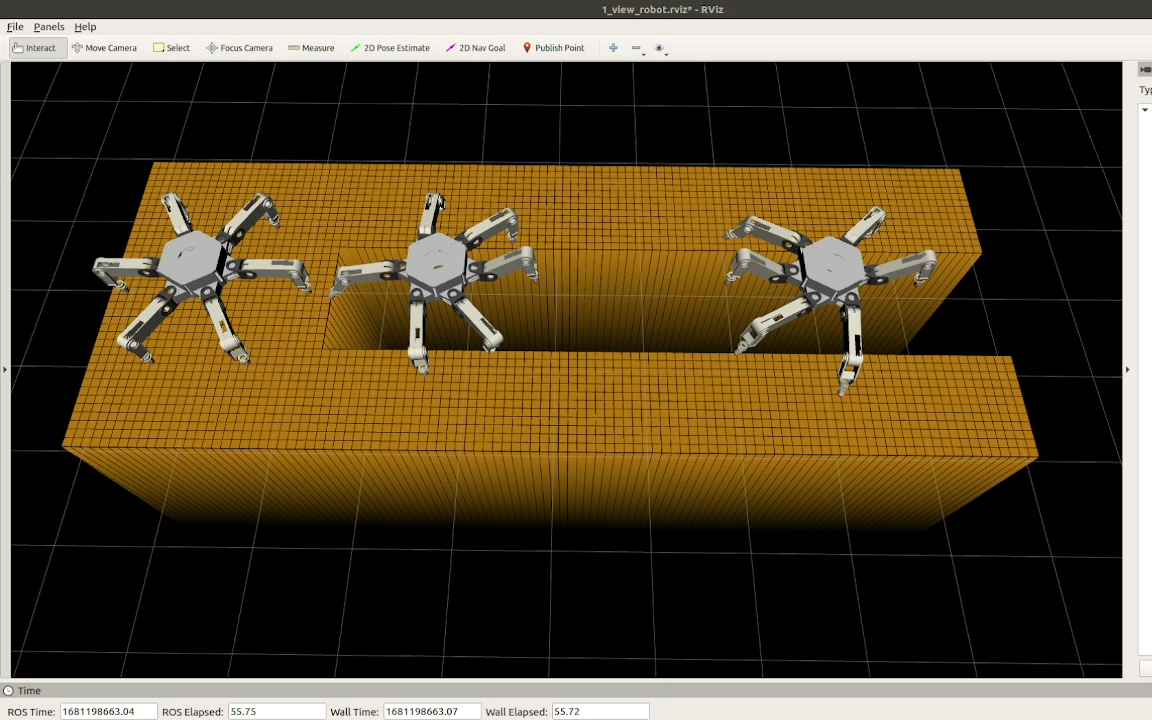 1_view_robot.rviz* - RViz
File Panels Help
Interact Move Camera Select Focus Camera Measure 2D Pose Estimate 2D Nav Goal Publish Point
Time
ROS Time: 1681198663.04 ROS Elapsed: 55.75 Wall Time: 1681198663.07 Wall Elapsed: 55.72